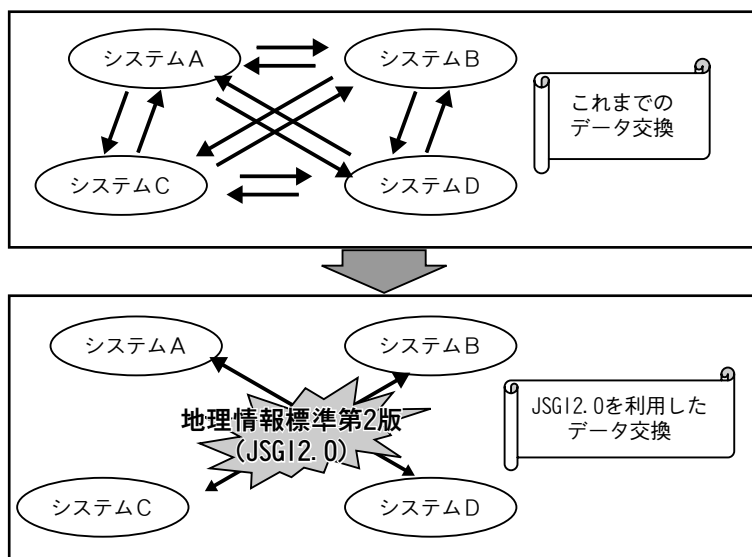 システムA
システムB
これまでの
データ交換
システムC
システムD
システムA
システムB
JSGI2.0を利用した
データ交換
地理情報標準第2版
(JSGI2.0)
システムC
システムD